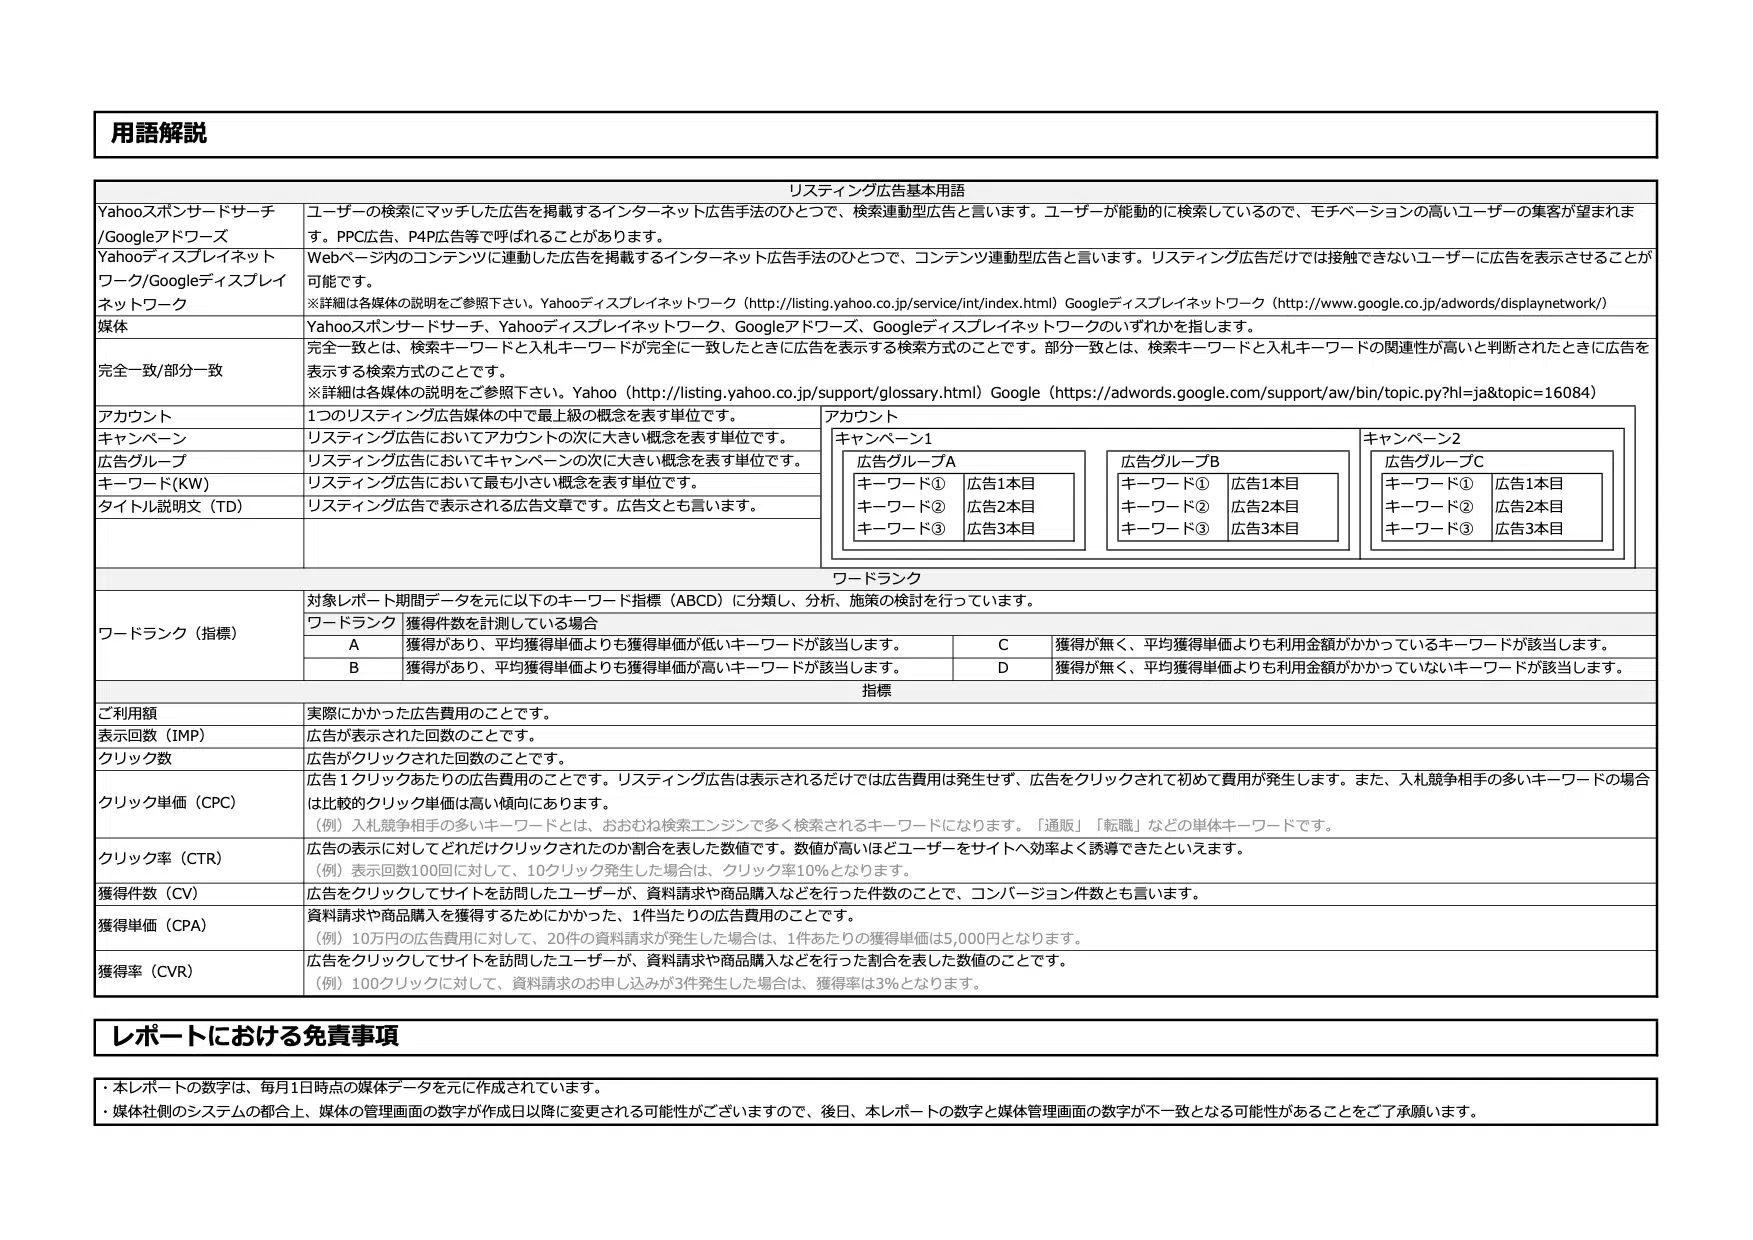 用語解説
リスティング広告基本用語
Yahooスポンサードサーチ
/Googleアドワーズ
ユーザーの検索にマッチした広告を掲載するインターネット広告手法のひとつで、検索連動型広告と言います。ユーザーが能動的に検索しているので、モチベーションの高いユーザーの集客が望まれま
す。PPC広告、P4P広告等で呼ばれることがあります。
Yahooディスプレイネット
ワーク/Googleディスプレイ
ネットワーク
Webページ内のコンテンツに連動した広告を掲載するインターネット広告手法のひとつで、コンテンツ連動型広告と言います。リスティング広告だけでは接触できないユーザーに広告を表示させることが
可能です。
※詳細は各媒体の説明をご参照下さい。Yahooディスプレイネットワーク（http://listing.yahoo.co.jp/service/int/index.html）Googleディスプレイネットワーク（http://www.google.co.jp/adwords/displaynetwork/）
媒体
Yahooスポンサードサーチ、Yahooディスプレイネットワーク、Googleアドワーズ、Googleディスプレイネットワークのいずれかを指します。
完全一致/部分一致
完全一致とは、検索キーワードと入札キーワードが完全に一致したときに広告を表示する検索方式のことです。部分一致とは、検索キーワードと入札キーワードの関連性が高いと判断されたときに広告を
表示する検索方式のことです。
※詳細は各媒体の説明をご参照下さい。Yahoo（http://listing.yahoo.co.jp/support/glossary.html）Google（https://adwords.google.com/support/aw/bin/topic.py?hl=ja&topic=16084）
アカウント
1つのリスティング広告媒体の中で最上級の概念を表す単位です。
キャンペーン
リスティング広告においてアカウントの次に大きい概念を表す単位です。
広告グループ
リスティング広告においてキャンペーンの次に大きい概念を表す単位です。
キーワード(KW)
リスティング広告において最も小さい概念を表す単位です。
タイトル説明文（TD）
リスティング広告で表示される広告文章です。広告文とも言います。
アカウント
キャンペーン1
キャンペーン2
広告グループA
広告グループB
広告グループC
キーワード① 広告1本目 キーワード① 広告1本目 キーワード① 広告1本目
キーワード② 広告2本目 キーワード② 広告2本目 キーワード② 広告2本目
キーワード③ 広告3本目 キーワード③ 広告3本目 キーワード③ 広告3本目
ワードランク
ワードランク（指標）
対象レポート期間データを元に以下のキーワード指標（ABCD）に分類し、分析、施策の検討を行っています。
ワードランク 獲得件数を計測している場合
A 獲得があり、平均獲得単価よりも獲得単価が低いキーワードが該当します。 C 獲得が無く、平均獲得単価よりも利用金額がかかっているキーワードが該当します。
B 獲得があり、平均獲得単価よりも獲得単価が高いキーワードが該当します。 D 獲得が無く、平均獲得単価よりも利用金額がかかっていないキーワードが該当します。
指標
ご利用額
実際にかかった広告費用のことです。
表示回数（IMP）
広告が表示された回数のことです。
クリック数
広告がクリックされた回数のことです。
クリック単価（CPC）
広告１クリックあたりの広告費用のことです。リスティング広告は表示されるだけでは広告費用は発生せず、広告をクリックされて初めて費用が発生します。また、入札競争相手の多いキーワードの場合
は比較的クリック単価は高い傾向にあります。
（例）入札競争相手の多いキーワードとは、おおむね検索エンジンで多く検索されるキーワードになります。「通販」「転職」などの単体キーワードです。
クリック率（CTR）
広告の表示に対してどれだけクリックされたのか割合を表した数値です。数値が高いほどユーザーをサイトへ効率よく誘導できたといえます。
（例）表示回数100回に対して、10クリック発生した場合は、クリック率10%となります。
獲得件数（CV）
広告をクリックしてサイトを訪問したユーザーが、資料請求や商品購入などを行った件数のことで、コンバージョン件数とも言います。
獲得単価（CPA）
資料請求や商品購入を獲得するためにかかった、1件当たりの広告費用のことです。
（例）10万円の広告費用に対して、20件の資料請求が発生した場合は、1件あたりの獲得単価は5,000円となります。
獲得率（CVR）
広告をクリックしてサイトを訪問したユーザーが、資料請求や商品購入などを行った割合を表した数値のことです。
（例）100クリックに対して、資料請求のお申し込みが3件発生した場合は、獲得率は3%となります。
レポートにおける免責事項
・本レポートの数字は、毎月1日時点の媒体データを元に作成されています。
・媒体社側のシステムの都合上、媒体の管理画面の数字が作成日以降に変更される可能性がございますので、後日、本レポートの数字と媒体管理画面の数字が不一致となる可能性があることをご了承願います。